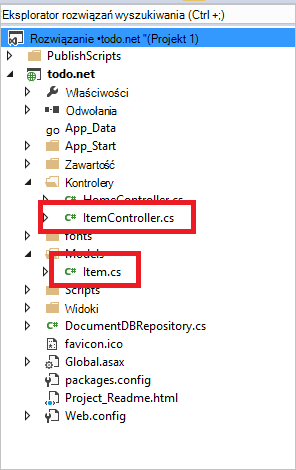 Eksplorator rozwiązań wyszukiwania (Ctrl +;)
Rozwiązanie •todo.net "(Projekt 1)
PublishScripts
todo.net
Właściwości
Odwołania
App_Data
App_Start
Zawartość
Kontrolery
HomeController.cs
ItemController.cs
fonts
Models
Item.cs
Scripts
Widoki
DocumentDBRepository.cs
favicon.ico
Global.asax
packages.config
Project_Readme.html
Web.config